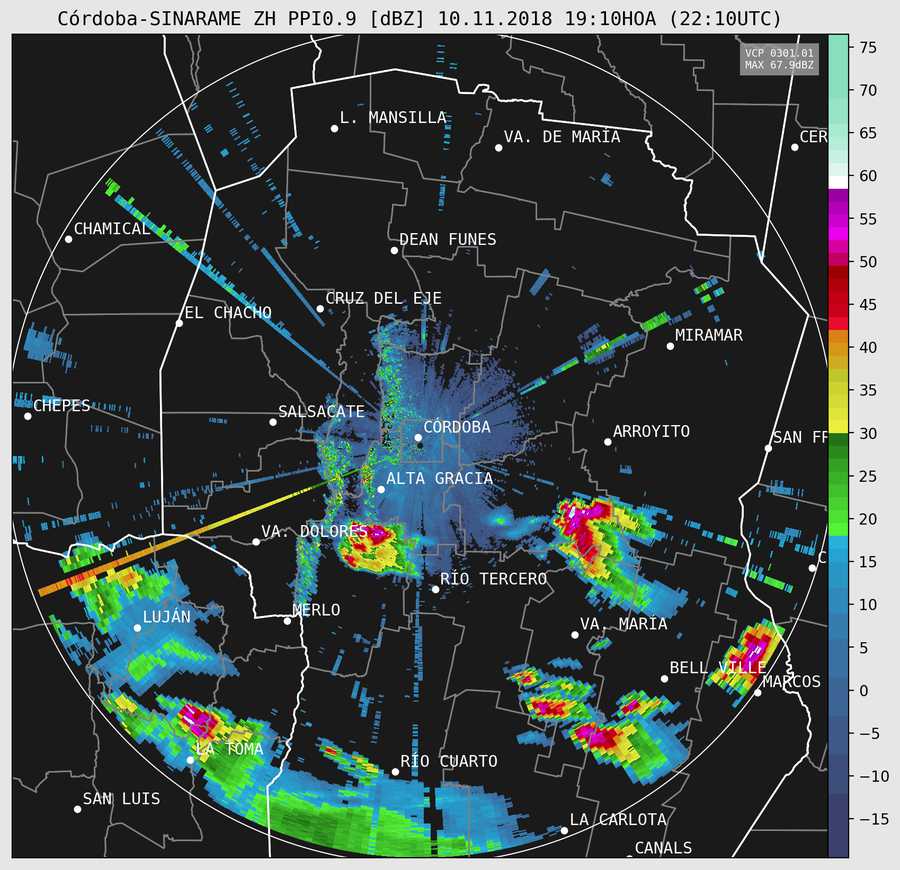 Córdoba-SINARAME ZH PPI0.9 [dBZ] 10.11.2018 19:10HOA (22:10UTC)
VCP 0301.01
MAX 67.9dBZ
75
70
65
60
55
50
45
40
35
30
25
20
15
10
5
0
−5
−10
−15
L. MANSILLA
VA. DE MARÍA
CER
CHAMICAL
DEAN FUNES
CRUZ DEL EJE
EL CHACHO
MIRAMAR
CHEPES
SALSACATE
CÓRDOBA
ARROYITO
SAN FR
ALTA GRACIA
VA. DOLORES
C
RÍO TERCERO
MERLO
LUJÁN
VA. MARÍA
BELL VILLE
MARCOS
LA TOMA
RÍO CUARTO
SAN LUIS
LA CARLOTA
CANALS